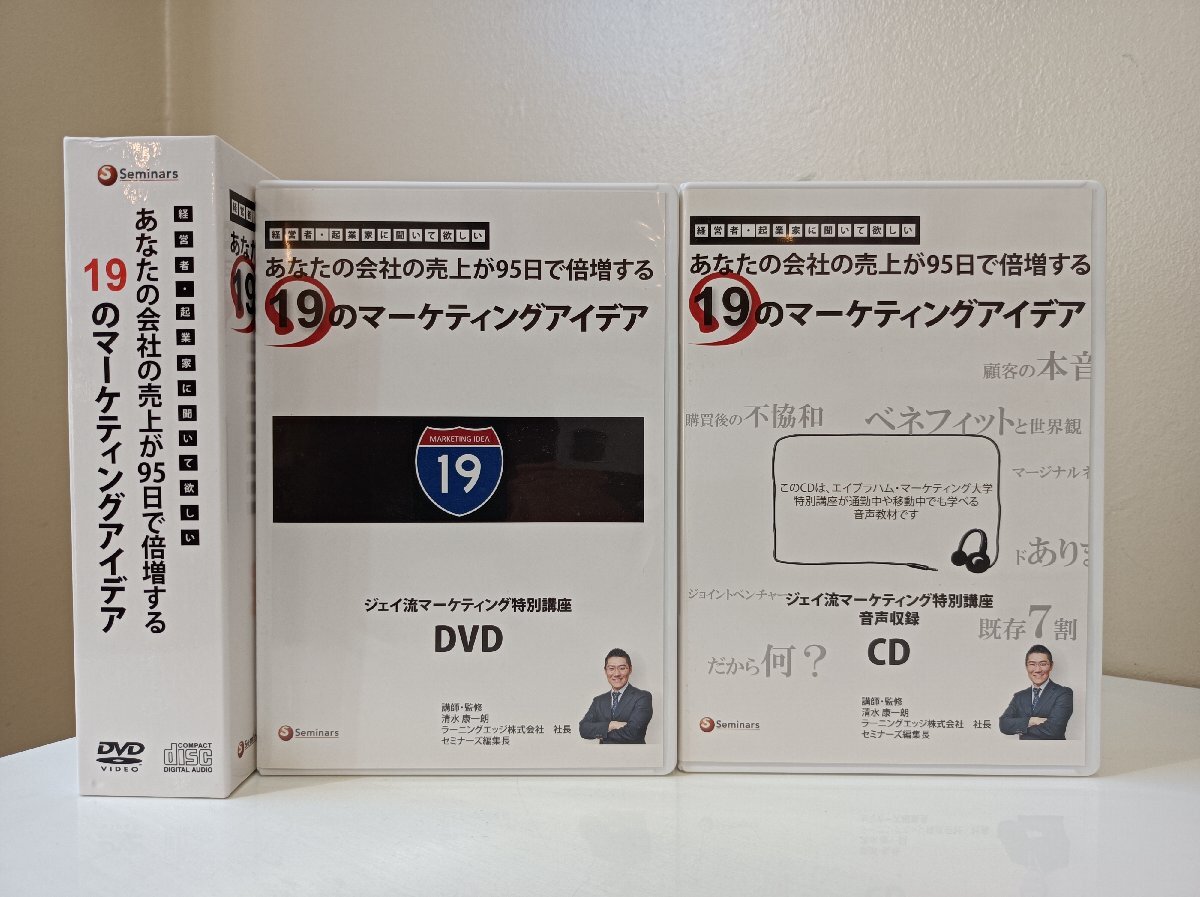 Seminars
経営者・起業家に聞いて欲しい
あなたの会社の売上が95日で倍増する
19のマーケティングアイデア
DVD
VIDEO
COMPACT
disc
DIGITAL AUDIO
あなた
19
経営者・起業家に聞いて欲しい
あなたの会社の売上が95日で倍増する
19のマーケティングアイデア
MARKETING IDEA
19
ジェイ流マーケティング特別講座
DVD
講師・監修
清水 康一朗
ラーニングエッジ株式会社 社長
セミナーズ編集長
Seminars
経営者・起業家に聞いて欲しい
あなたの会社の売上が95日で倍増する
19のマーケティングアイデア
顧客の本音
購買後の不協和
ベネフィットと世界観
マージナルネ
このCDは、エイブラハム・マーケティング大学
特別講座が通勤中や移動中でも学べる
音声教材です
ドありき
ジョイントベンチャー
ジェイ流マーケティング特別講座
音声収録
CD
既存7割
だから何？
講師・監修
清水 康一朗
ラーニングエッジ株式会社 社長
セミナーズ編集長
Seminars